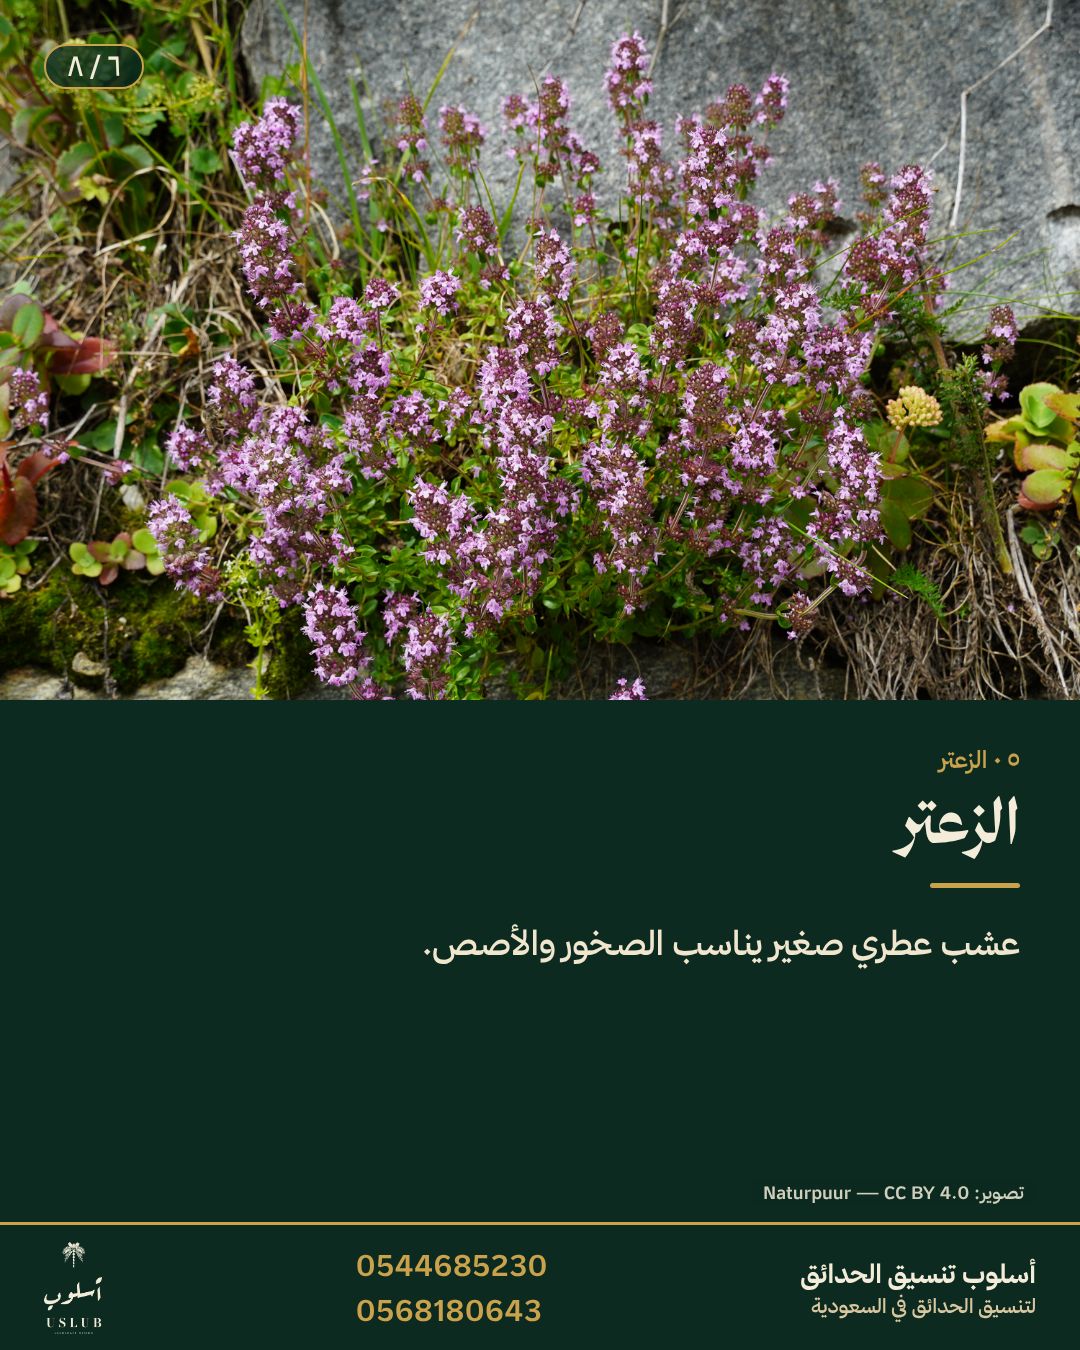 ٨/٦
٠٥ الزعتر
الزعتر
عشب عطري صغير يناسب الصخور والأصص.
تصوير: Naturpuur — CC BY 4.0
أسلوب تنسيق الحدائق
لتنسيق الحدائق في السعودية
0544685230
0568180643
أسلوب
USLUB